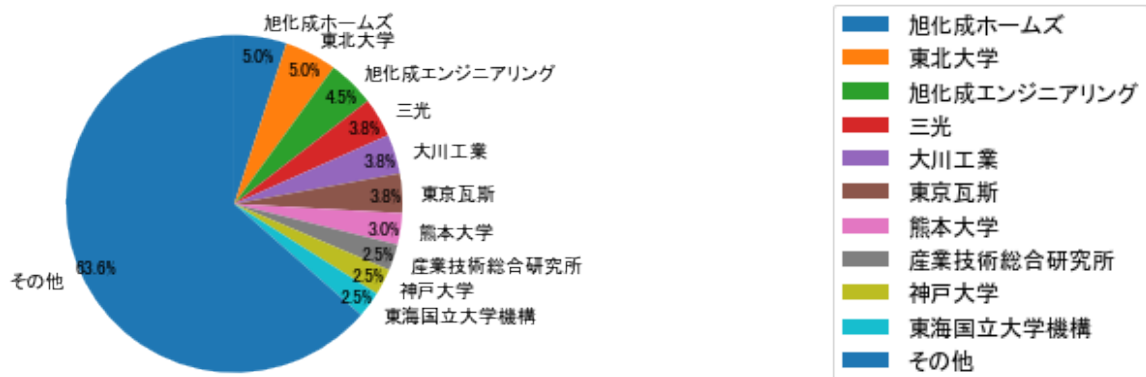 旭化成ホームズ
東北大学
旭化成エンジニアリング
三光
大川工業
東京瓦斯
熊本大学
産業技術総合研究所
神戸大学
東海国立大学機構
その他
5.0%
5.0%
4.5%
3.8%
3.8%
3.8%
3.0%
2.5%
2.5%
2.5%
63.6%
旭化成ホームズ
東北大学
旭化成エンジニアリング
三光
大川工業
東京瓦斯
熊本大学
産業技術総合研究所
神戸大学
東海国立大学機構
その他